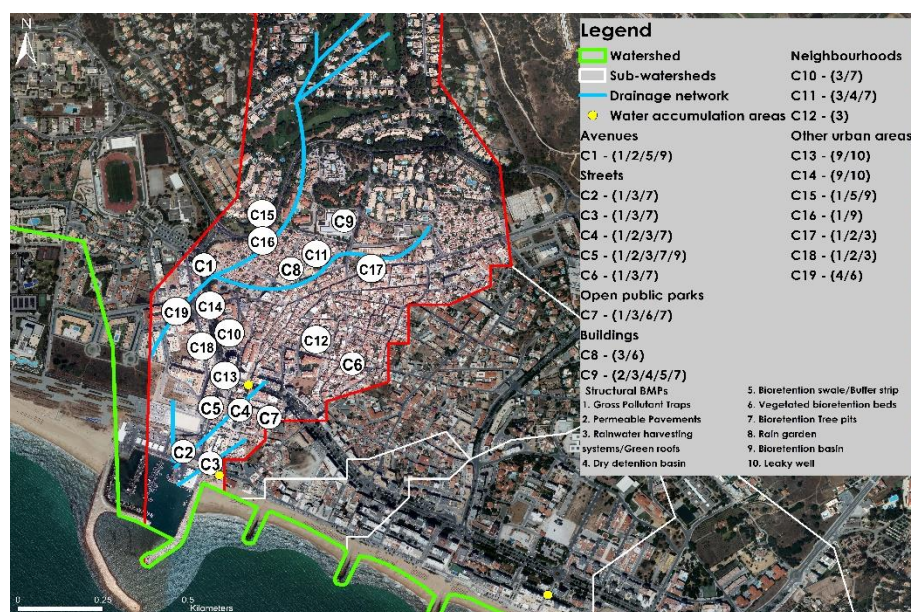 N
Legend
Watershed
Sub-watersheds
Drainage network
Water accumulation areas
Avenues
C1 - (1/2/5/9)
Streets
C2 - (1/3/7)
C3 - (1/3/7)
C4 - (1/2/3/7)
C5 - (1/2/3/7/9)
C6 - (1/3/7)
Open public parks
C7 - (1/3/6/7)
Buildings
C8 - (3/6)
C9 - (2/3/4/5/7)
Neighbourhoods
C10 - (3/7)
C11 - (3/4/7)
C12 - (3)
Other urban areas
C13 - (9/10)
C14 - (9/10)
C15 - (1/5/9)
C16 - (1/9)
C17 - (1/2/3)
C18 - (1/2/3)
C19 - (4/6)
Structural BMPs
1. Gross Pollutant Traps
2. Permeable Pavements
3. Rainwater harvesting
systems/Green roofs
4. Dry detention basin
5. Bioretention swale/Buffer strip
6. Vegelated bioretention beds
7. Bioretention Tree pits
8. Rain garden
9. Bioretention basin
10. Leaky well
C15
C9
C16
C11
C1
C8
C17
C19
C14
C10
C18
C12
C6
C13
C5
C4
C7
C2
C3
0
0.25
0.5
Kilometers